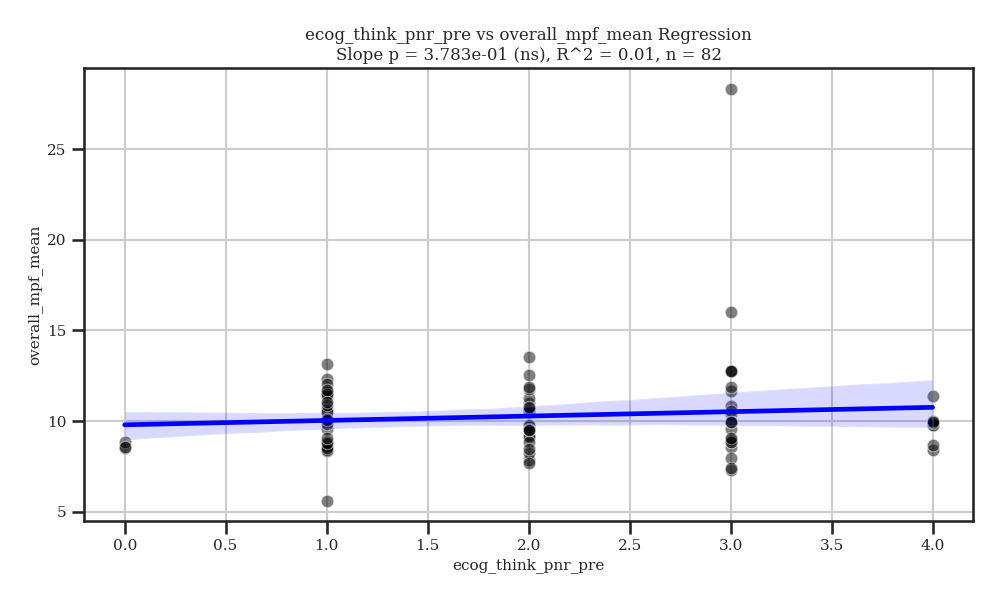 ecog_think_pnr_pre vs overall_mpf_mean Regression
Slope p = 3.783e-01 (ns), R^2 = 0.01, n = 82
overall_mpf_mean
25
20
15
10
5
0.0 0.5 1.0 1.5 2.0 2.5 3.0 3.5 4.0
ecog_think_pnr_pre